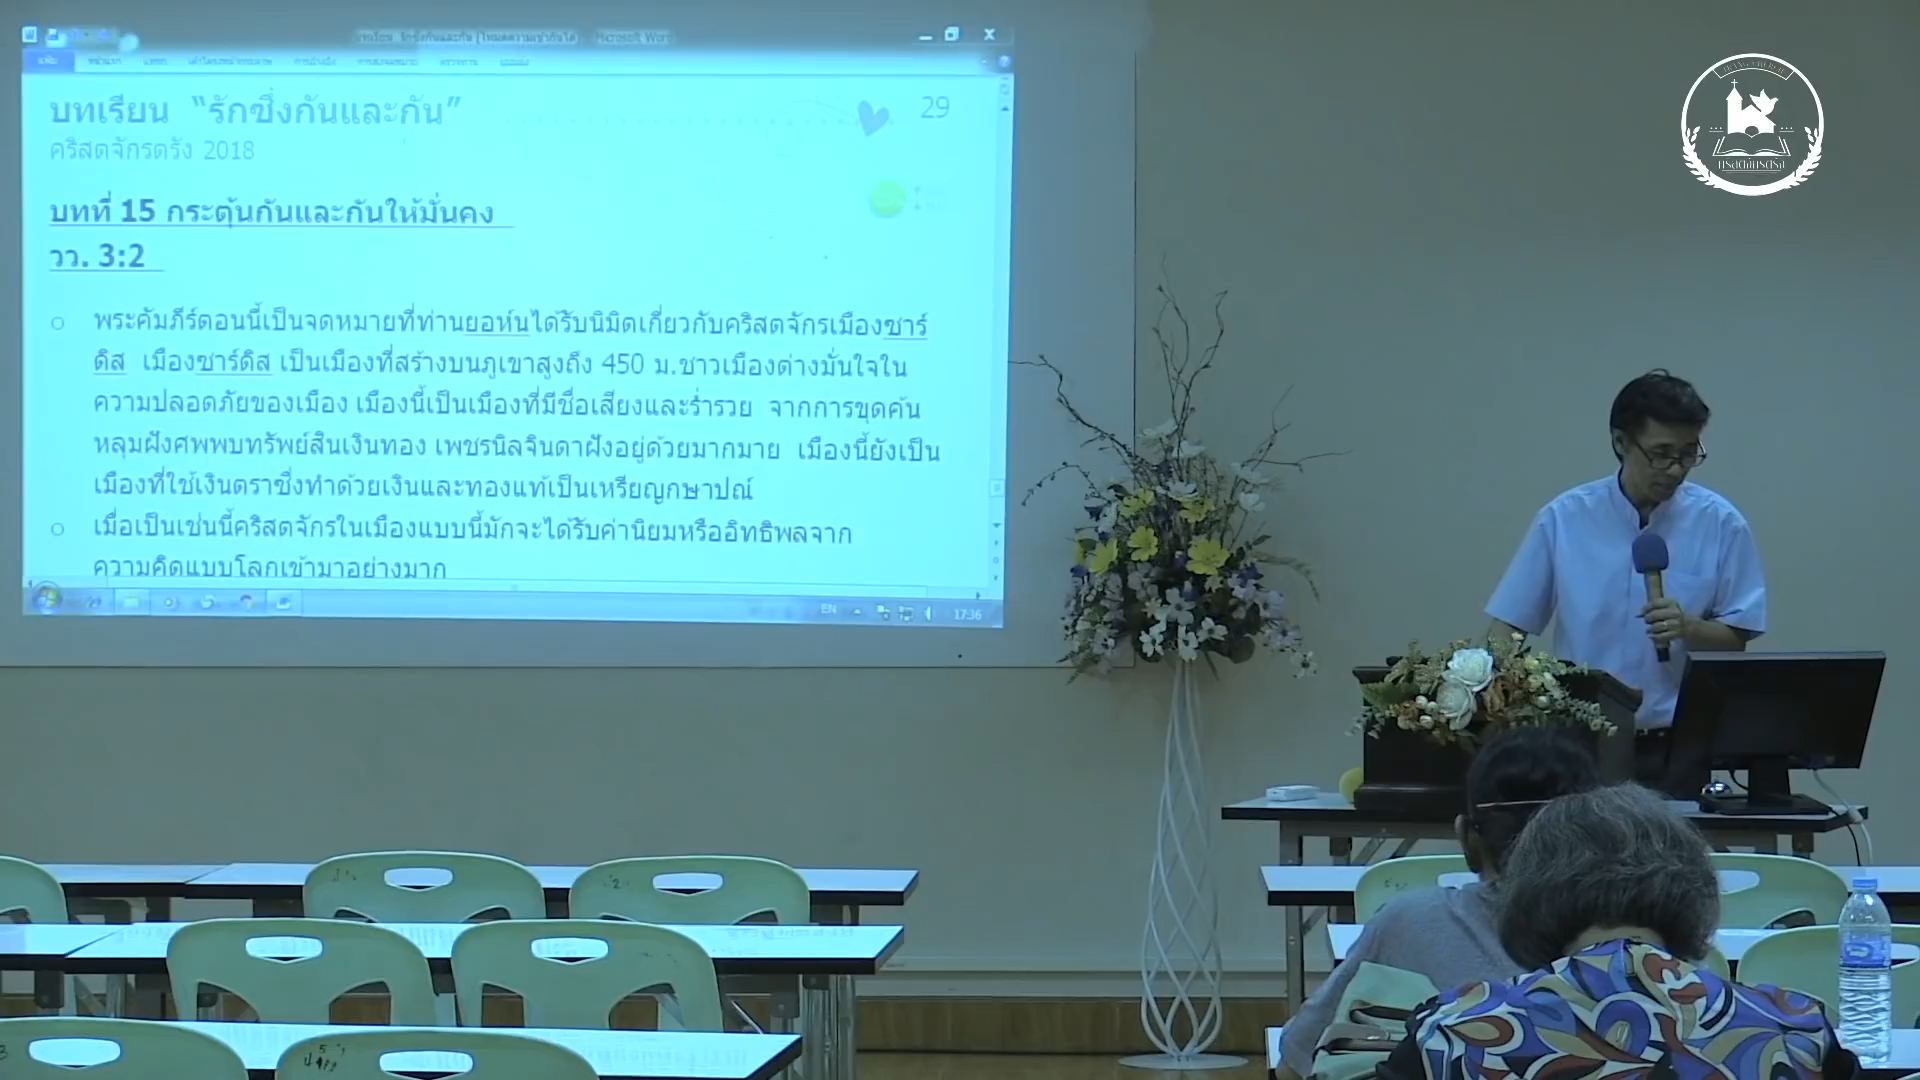 Microsoft Word
บทเรียน “รักซึ่งกันและกัน”
29
คริสตจักรตรัง 2018
บทที่ 15 กระตุ้นกันและกันให้มั่นคง
วว. 3:2
พระคัมภีร์ตอนนี้เป็นจดหมายที่ท่านยอห์นได้รับนิมิตเกี่ยวกับคริสตจักรเมืองซาร์
ดิส เมืองซาร์ดิส เป็นเมืองที่สร้างบนภูเขาสูงถึง 450 ม.ชาวเมืองต่างมั่นใจใน
ความปลอดภัยของเมือง เมืองนี้เป็นเมืองที่มีชื่อเสียงและร่ำรวย จากการขุดค้น
หลุมฝังศพพบทรัพย์สินเงินทอง เพชรนิลจินดาฝังอยู่ด้วยมากมาย เมืองนี้ยังเป็น
เมืองที่ใช้เงินตราซึ่งทำด้วยเงินและทองแท้เป็นเหรียญกษาปณ์
เมื่อเป็นเช่นนี้คริสตจักรในเมืองแบบนี้มักจะได้รับค่านิยมหรืออิทธิพลจาก
ความคิดแบบโลกเข้ามาอย่างมาก
EN
17:36
คริสตจักรตรัง